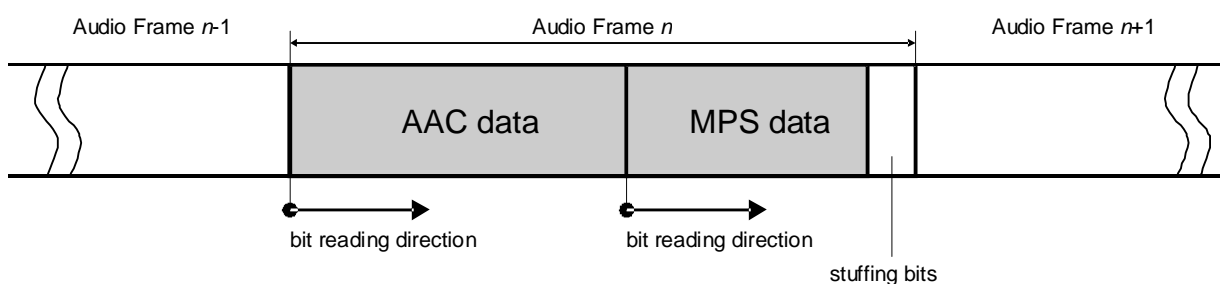 Audio Frame n-1
Audio Frame n
Audio Frame n+1
AAC data
MPS data
bit reading direction
bit reading direction
stuffing bits